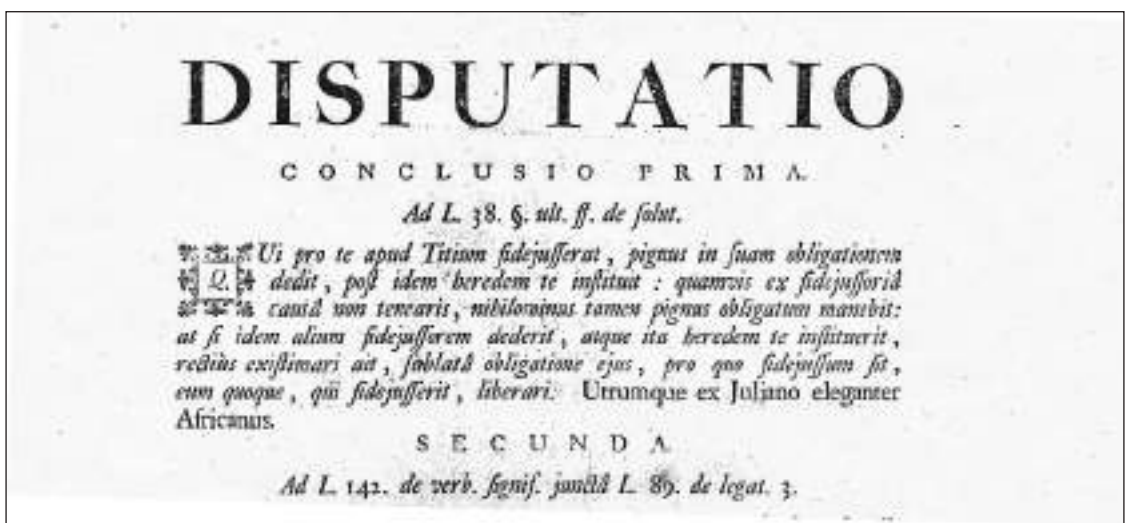 DISPUTATIO
CONCLUSIO PRIMA.
Ad L. 38. §. ult. ff. de ſolut.
QUi pro te apud Titium fidejuſſerat, pignus in ſuam obligationem
dedit, poſt idem heredem te inſtituit : quamvis ex fidejuſſoriâ
cauſâ non tenearis, nihilominus tamen pignus obligatum manebit:
at ſi idem alium fidejuſſorem dederit, atque ita heredem te inſtituerit,
rectius exiſtimari ait, ſublatâ obligatione ejus, pro quo fidejuſſum ſit,
eum quoque, qui fidejuſſerit, liberari. Utrumque ex Juliano eleganter
Africanus.
SECUNDA
Ad L. 142. de verb. ſignif. junctâ L. 89. de legat. 3.